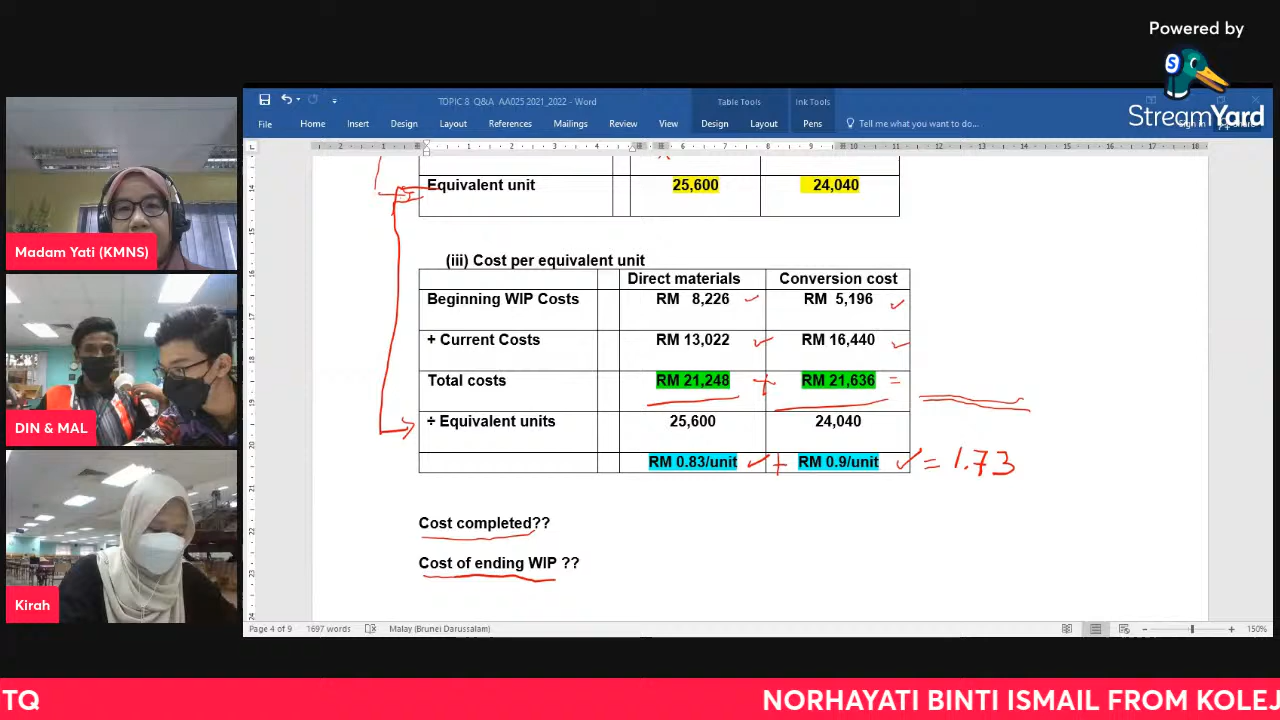 Powered by
StreamYard
TOPIC 8 Q&A AA025 2021_2022 - Word
Table Tools
Ink Tools
File Home Insert Design Layout References Mailings Review View Design Layout Pens Tell me what you want to do...
Equivalent unit 25,600 24,040
(iii) Cost per equivalent unit
Direct materials Conversion cost
Beginning WIP Costs RM 8,226 RM 5,196
+ Current Costs RM 13,022 RM 16,440
Total costs RM 21,248 + RM 21,636 =
÷ Equivalent units 25,600 24,040
RM 0.83/unit + RM 0.9/unit = 1.73
Cost completed??
Cost of ending WIP ??
Madam Yati (KMNS)
DIN & MAL
Kirah
Page 4 of 9 1697 words Malay (Brunei Darussalam) 150%
TQ NORHAYATI BINTI ISMAIL FROM KOLEJ